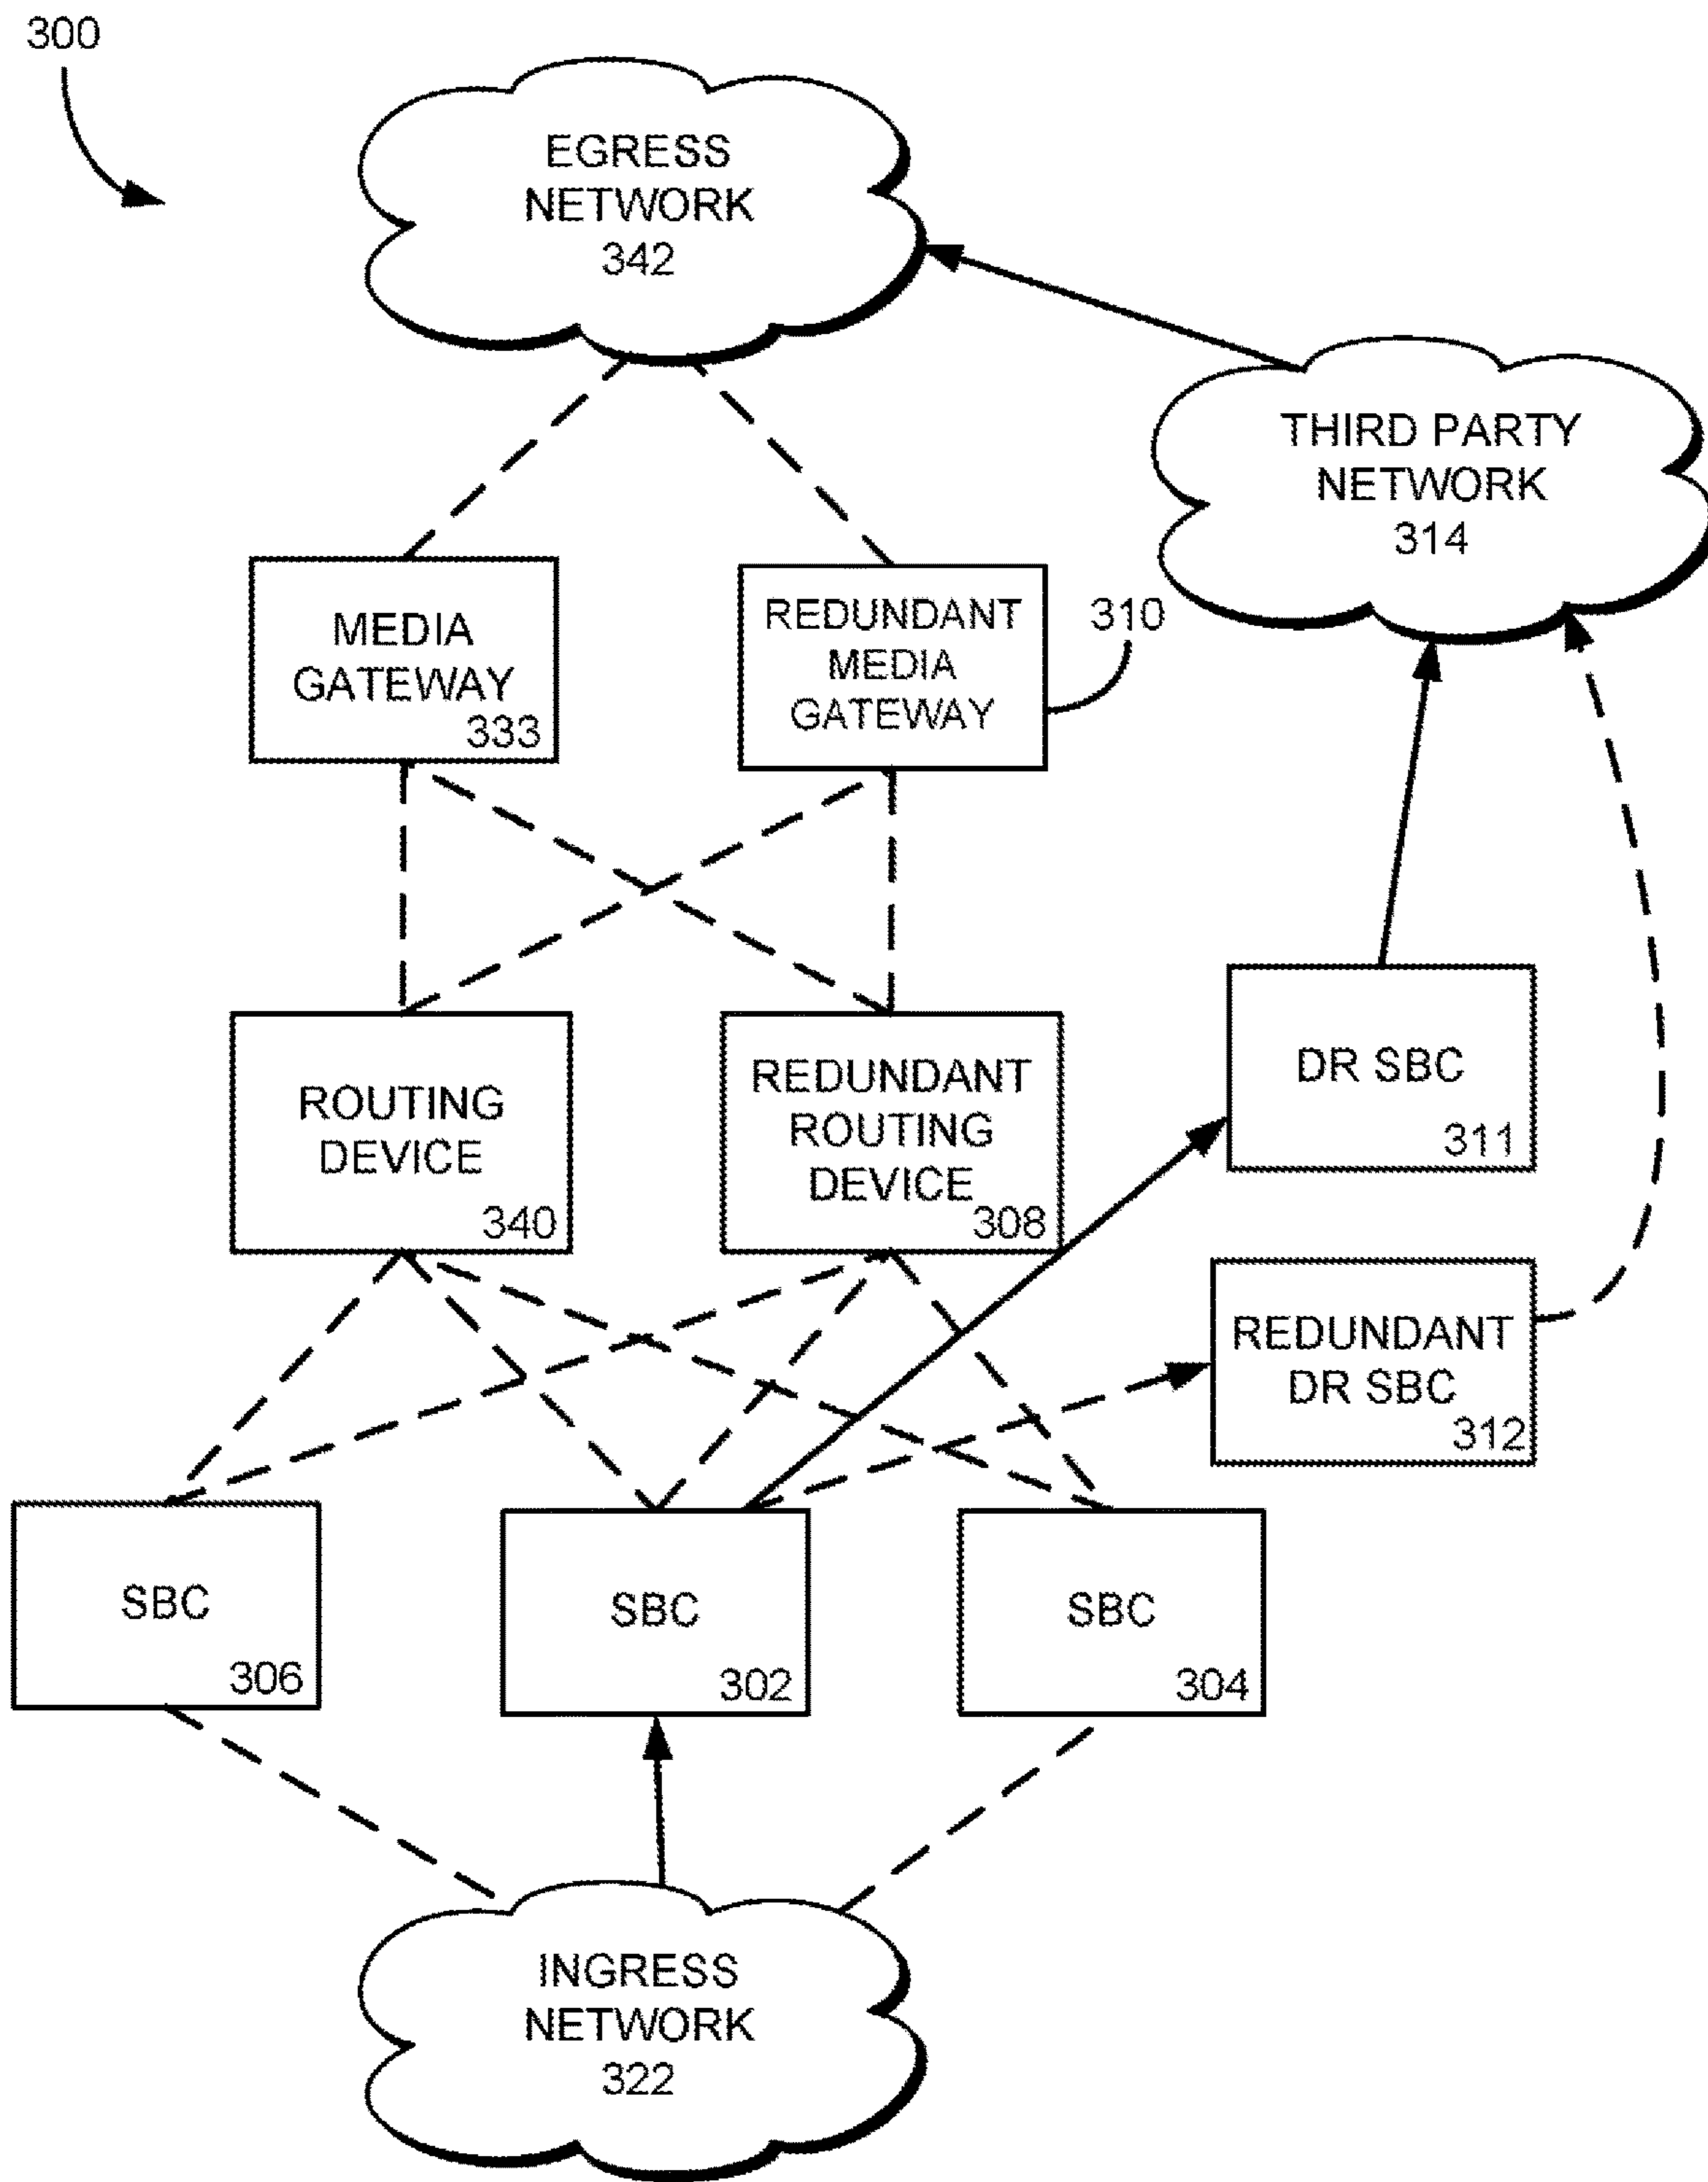 300
EGRESS
NETWORK
342
THIRD PARTY
NETWORK
314
MEDIA
GATEWAY
333
REDUNDANT
MEDIA
GATEWAY
310
ROUTING
DEVICE
340
REDUNDANT
ROUTING
DEVICE
308
DR SBC
311
REDUNDANT
DR SBC
312
SBC
306
SBC
302
SBC
304
INGRESS
NETWORK
322